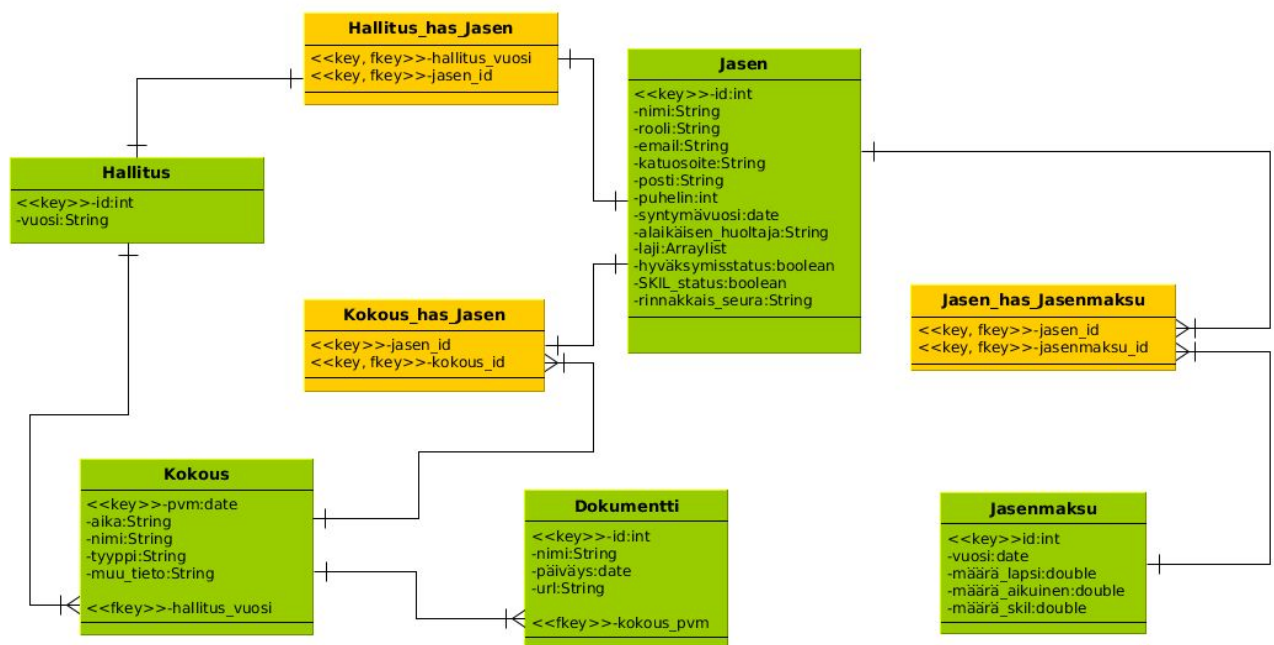 Hallitus_has_Jasen
<<key, fkey>>-hallitus_vuosi
<<key, fkey>>-jasen_id
Jasen
<<key>>-id:int
-nimi:String
-rooli:String
-email:String
-katuosoite:String
-posti:String
-puhelin:int
-syntymävuosi:date
-alaikäisen_huoltaja:String
-laji:Arraylist
-hyväksymisstatus:boolean
-SKIL_status:boolean
-rinnakkais_seura:String
Hallitus
<<key>>-id:int
-vuosi:String
Kokous_has_Jasen
<<key>>-jasen_id
<<key, fkey>>-kokous_id
Jasen_has_Jasenmaksu
<<key, fkey>>-jasen_id
<<key, fkey>>-jasenmaksu_id
Kokous
<<key>>-pvm:date
-aika:String
-nimi:String
-tyyppi:String
-muu_tieto:String
<<fkey>>-hallitus_vuosi
Dokumentti
<<key>>-id:int
-nimi:String
-päiväys:date
-url:String
<<fkey>>-kokous_pvm
Jasenmaksu
<<key>>id:int
-vuosi:date
-määrä_lapsi:double
-määrä_aikuinen:double
-määrä_skil:double